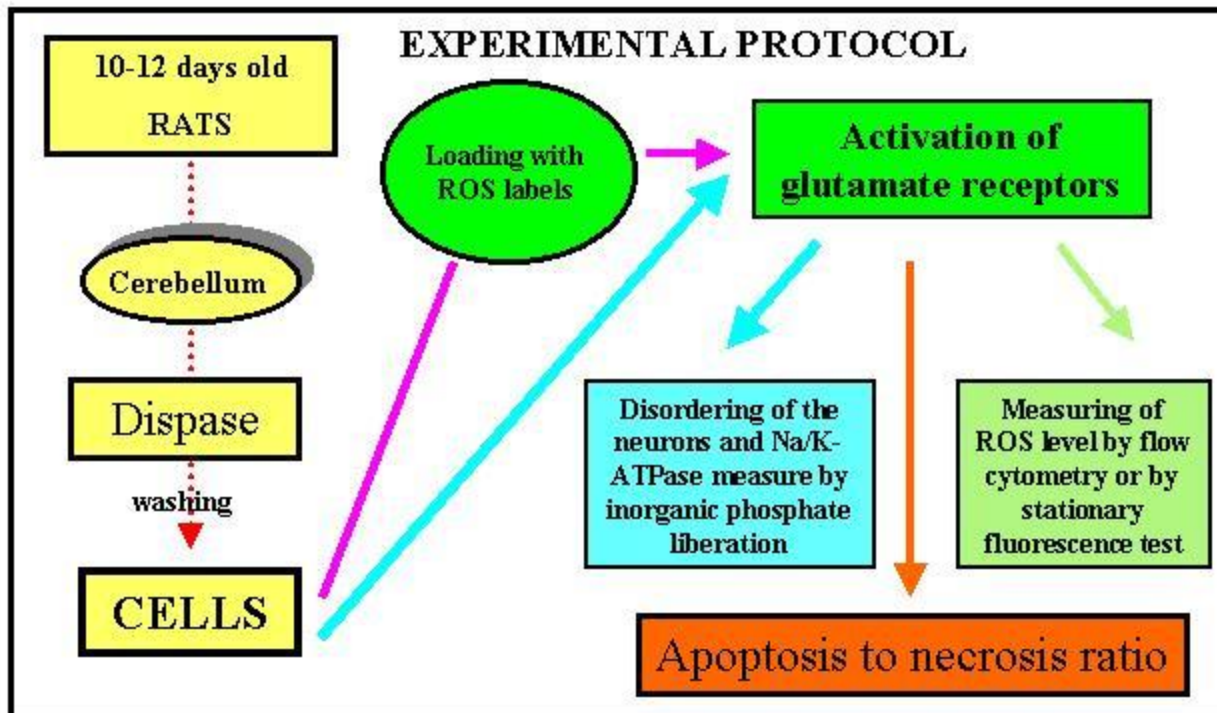 EXPERIMENTAL PROTOCOL
10-12 days old
RATS
Cerebellum
Dispase
washing
CELLS
Loading with
ROS labels
Activation of
glutamate receptors
Disordering of the
neurons and Na/K-
ATPase measure by
inorganic phosphate
liberation
Measuring of
ROS level by flow
cytometry or by
stationary
fluorescence test
Apoptosis to necrosis ratio